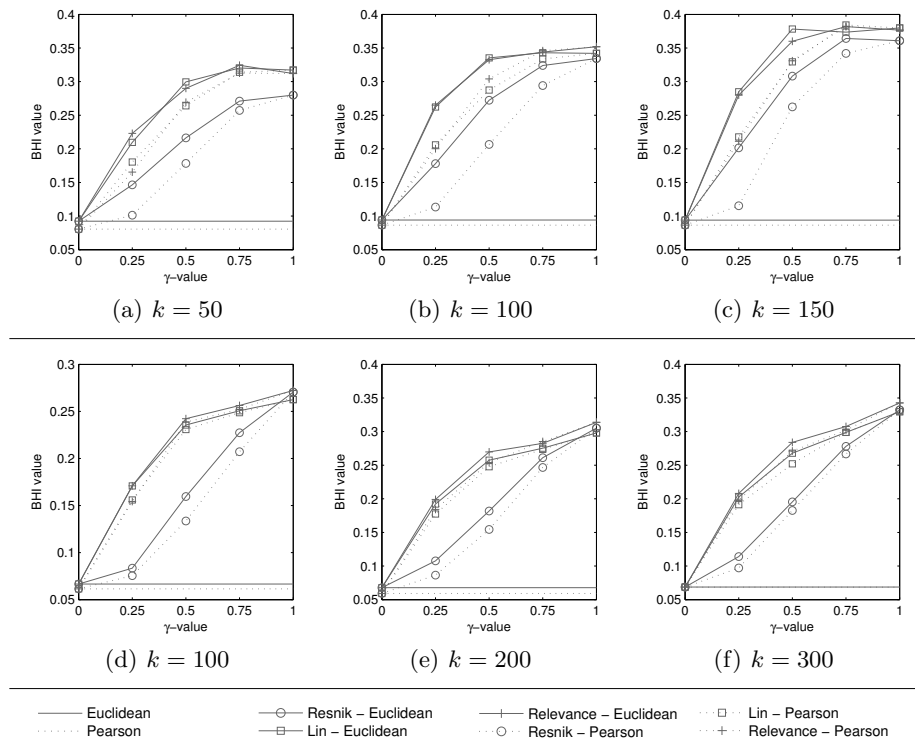 0.4
0.35
0.3
0.25
0.2
0.15
0.1
0.05
BHI value
0 0.25 0.5 0.75 1
γ−value
(a) k = 50
0.4
0.35
0.3
0.25
0.2
0.15
0.1
0.05
BHI value
0 0.25 0.5 0.75 1
γ−value
(b) k = 100
0.4
0.35
0.3
0.25
0.2
0.15
0.1
0.05
BHI value
0 0.25 0.5 0.75 1
γ−value
(c) k = 150
0.3
0.25
0.2
0.15
0.1
0.05
BHI value
0 0.25 0.5 0.75 1
γ−value
(d) k = 100
0.4
0.35
0.3
0.25
0.2
0.15
0.1
0.05
BHI value
0 0.25 0.5 0.75 1
γ−value
(e) k = 200
0.4
0.35
0.3
0.25
0.2
0.15
0.1
0.05
BHI value
0 0.25 0.5 0.75 1
γ−value
(f) k = 300
Euclidean
Pearson
Resnik − Euclidean
Lin − Euclidean
Relevance − Euclidean
Resnik − Pearson
Lin − Pearson
Relevance − Pearson